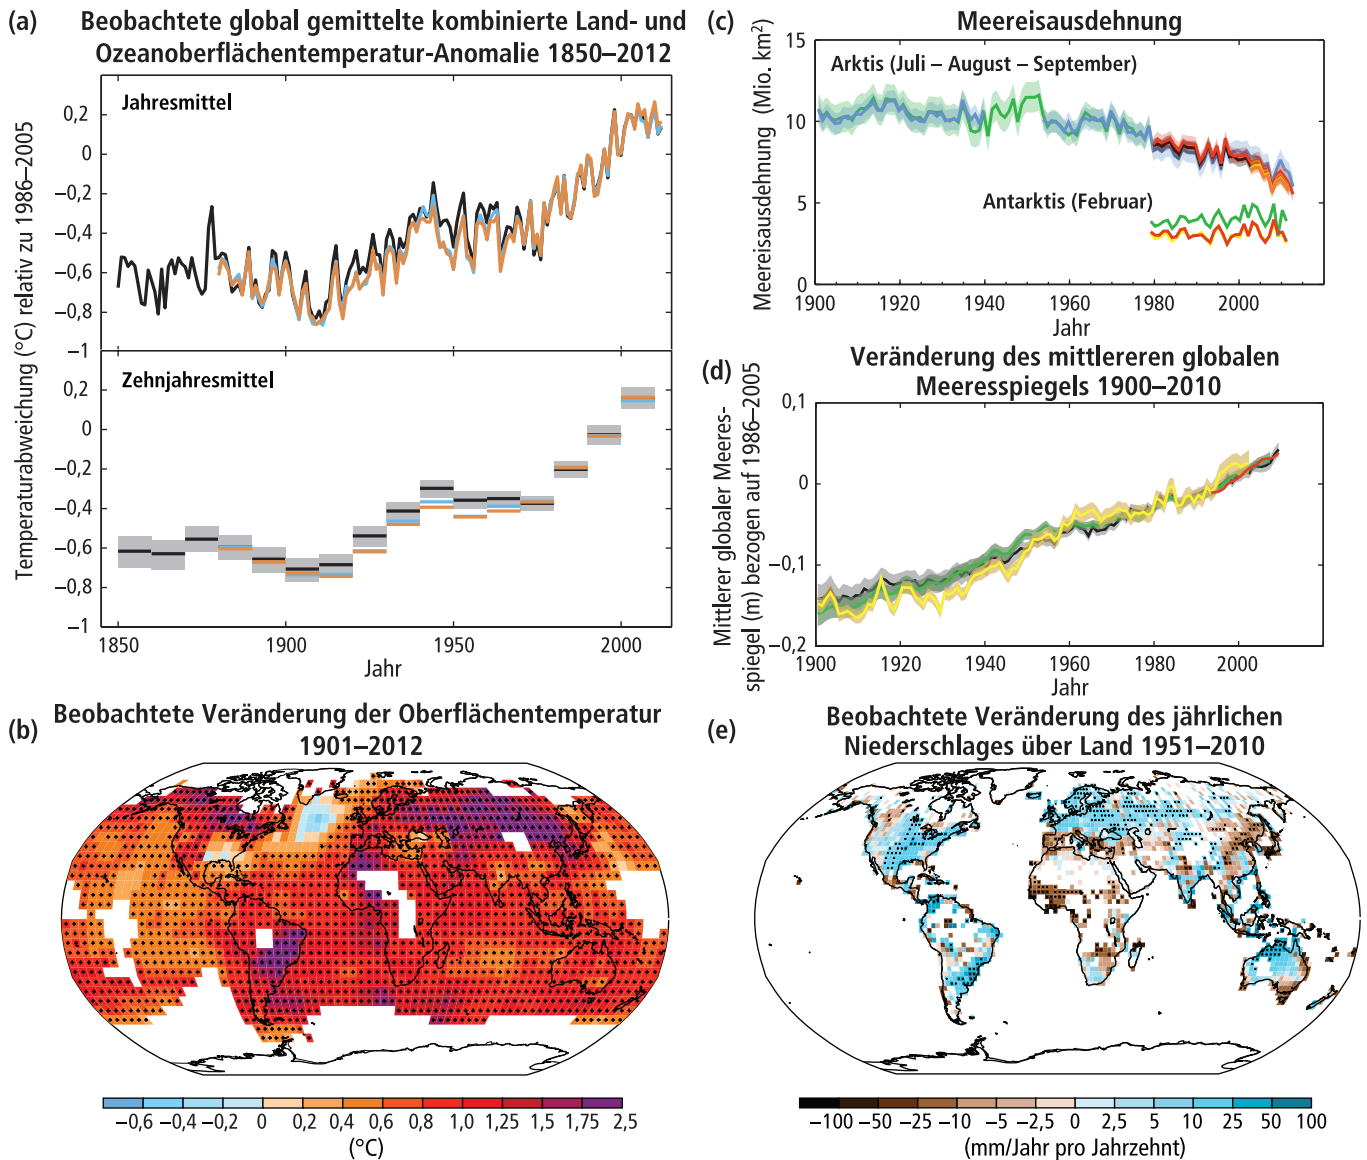 (a)
Beobachtete global gemittelte kombinierte Land- und
Ozeanoberflächentemperatur-Anomalie 1850–2012
Temperaturabweichung (°C) relativ zu 1986–2005
Jahresmittel
0,2
0
−0,2
−0,4
−0,6
−0,8
−1
Zehnjahresmittel
0,2
0
−0,2
−0,4
−0,6
−0,8
−1
1850
1900
1950
2000
Jahr
(b)
Beobachtete Veränderung der Oberflächentemperatur
1901–2012
−0,6 −0,4 −0,2 0 0,2 0,4 0,6 0,8 1,0 1,25 1,5 1,75 2,5
(°C)
(c)
Meereisausdehnung
Meereisausdehnung (Mio. km²)
15
10
5
0
Arktis (Juli – August – September)
Antarktis (Februar)
1900 1920 1940 1960 1980 2000
Jahr
(d)
Veränderung des mittlereren globalen
Meeresspiegels 1900–2010
Mittlerer globaler Meeres-
spiegel (m) bezogen auf 1986–2005
0,1
0
−0,1
−0,2
1900 1920 1940 1960 1980 2000
Jahr
(e)
Beobachtete Veränderung des jährlichen
Niederschlages über Land 1951–2010
−100 −50 −25 −10 −5 −2,5 0 2,5 5 10 25 50 100
(mm/Jahr pro Jahrzehnt)